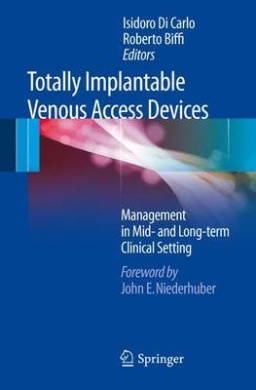 Isidoro Di Carlo
Roberto Biffi
Editors
Totally Implantable
Venous Access Devices
Management
in Mid- and Long-term
Clinical Setting
Foreword by
John E. Niederhuber
Springer